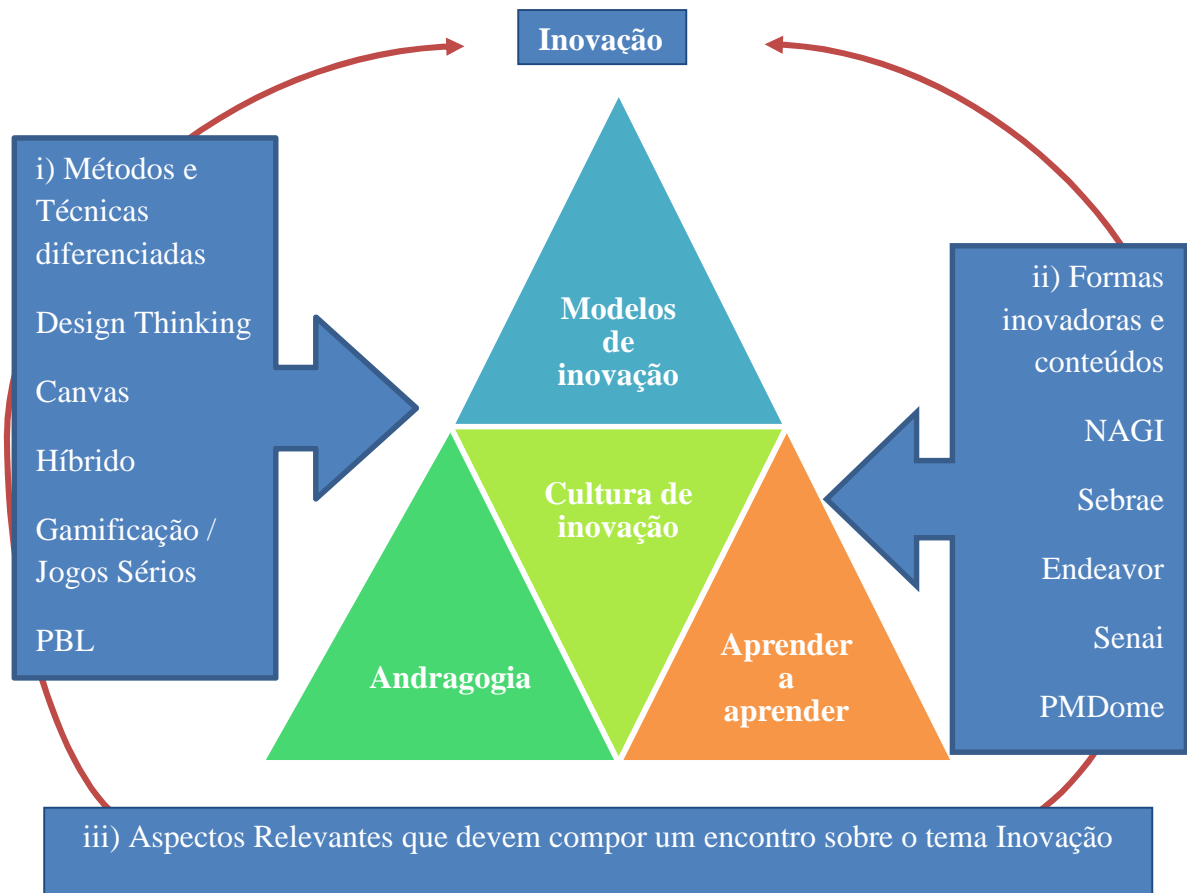 Inovação
i) Métodos e
Técnicas
diferenciadas
Design Thinking
Canvas
Híbrido
Gamificação /
Jogos Sérios
PBL
Modelos
de
inovação
Cultura de
inovação
Andragogia
Aprender
a
aprender
ii) Formas
inovadoras e
conteúdos
NAGI
Sebrae
Endeavor
Senai
PMDome
iii) Aspectos Relevantes que devem compor um encontro sobre o tema Inovação